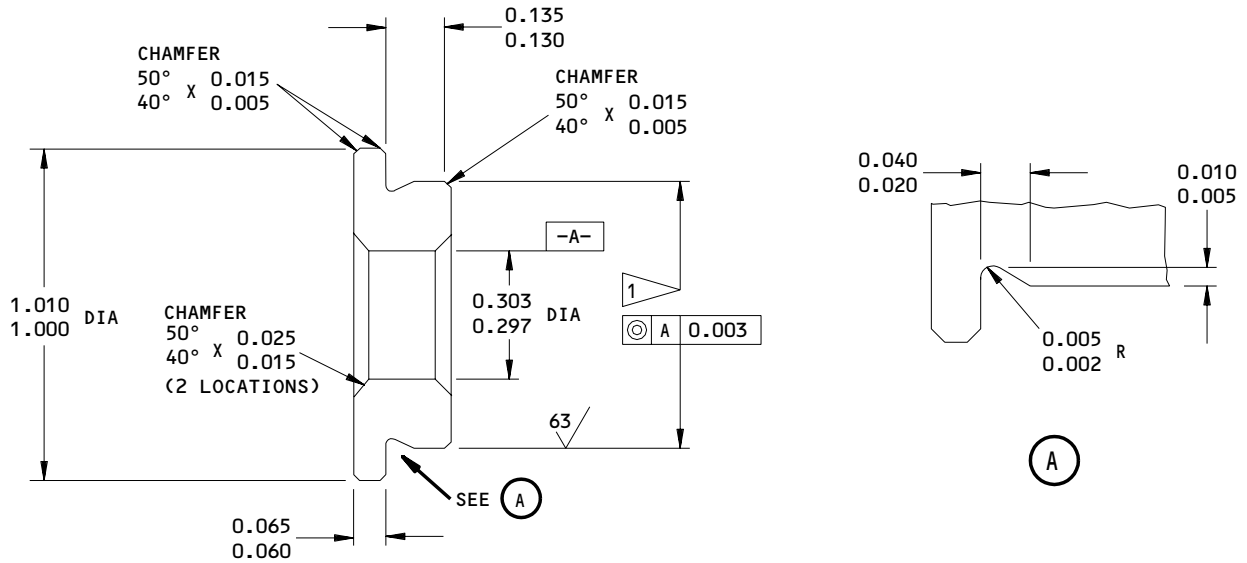 0.135
0.130
CHAMFER
50° X 0.015
40° 0.005
CHAMFER
50° X 0.015
40° 0.005
-A-
1.010 DIA
1.000
CHAMFER
50° X 0.025
40° 0.015
(2 LOCATIONS)
0.303 DIA
0.297
1
A 0.003
63
SEE A
0.065
0.060
0.040
0.020
0.010
0.005
0.005 R
0.002
A